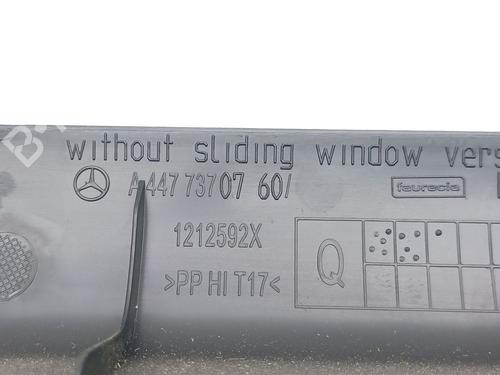 without sliding window vers
A 447 737 07 60/
faurecia
1212592X
Q
>PP HI T17<